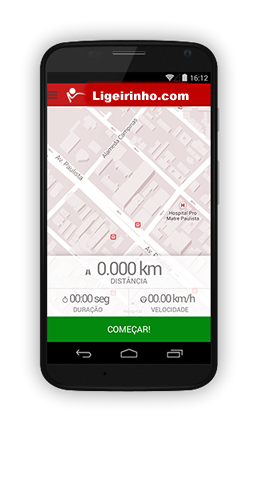 16:12
Ligeirinho.com
Alameda Campinas
Av. Paulista
Hospital Pro
Matre Paulista
Av. Paulista
0.000 km
DISTÂNCIA
00:00 seg
00.00 km/h
DURAÇÃO
VELOCIDADE
COMEÇAR!